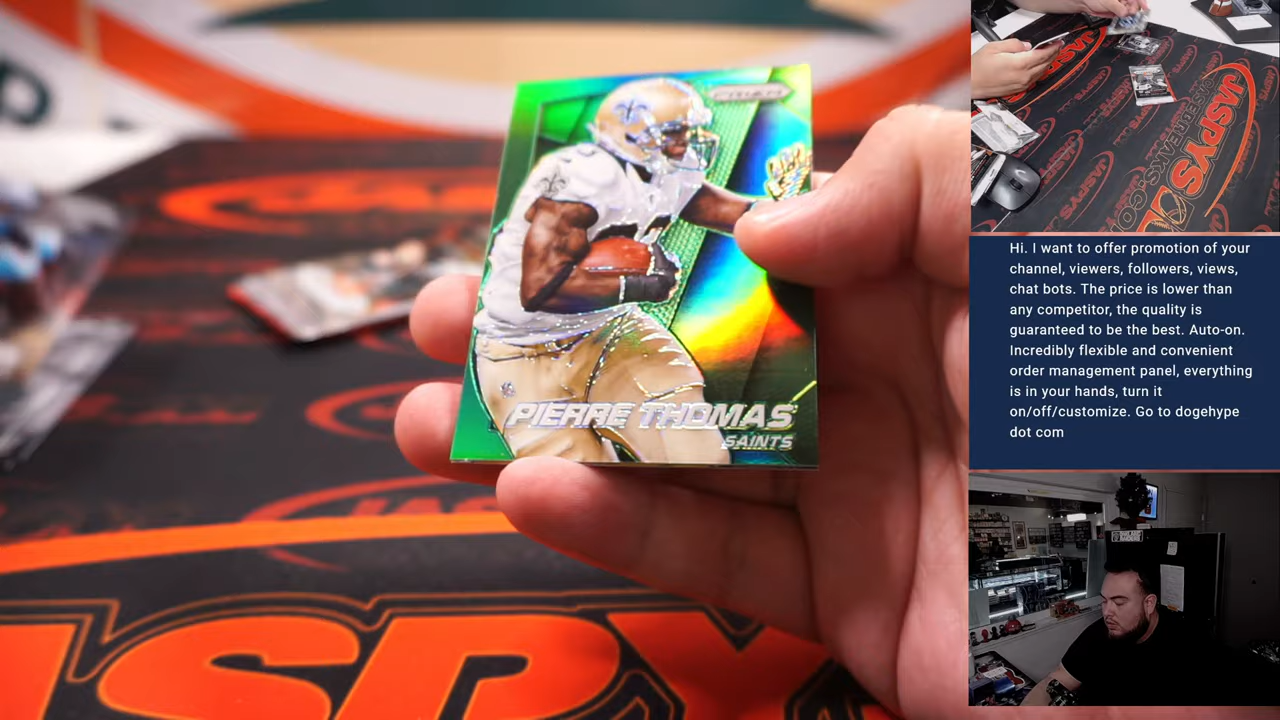 PRIZM
PIERRE THOMAS
SAINTS
JASPYS
JASPYS
Hi. I want to offer promotion of your
channel, viewers, followers, views,
chat bots. The price is lower than
any competitor, the quality is
guaranteed to be the best. Auto-on.
Incredibly flexible and convenient
order management panel, everything
is in your hands, turn it
on/off/customize. Go to dogehype
dot com